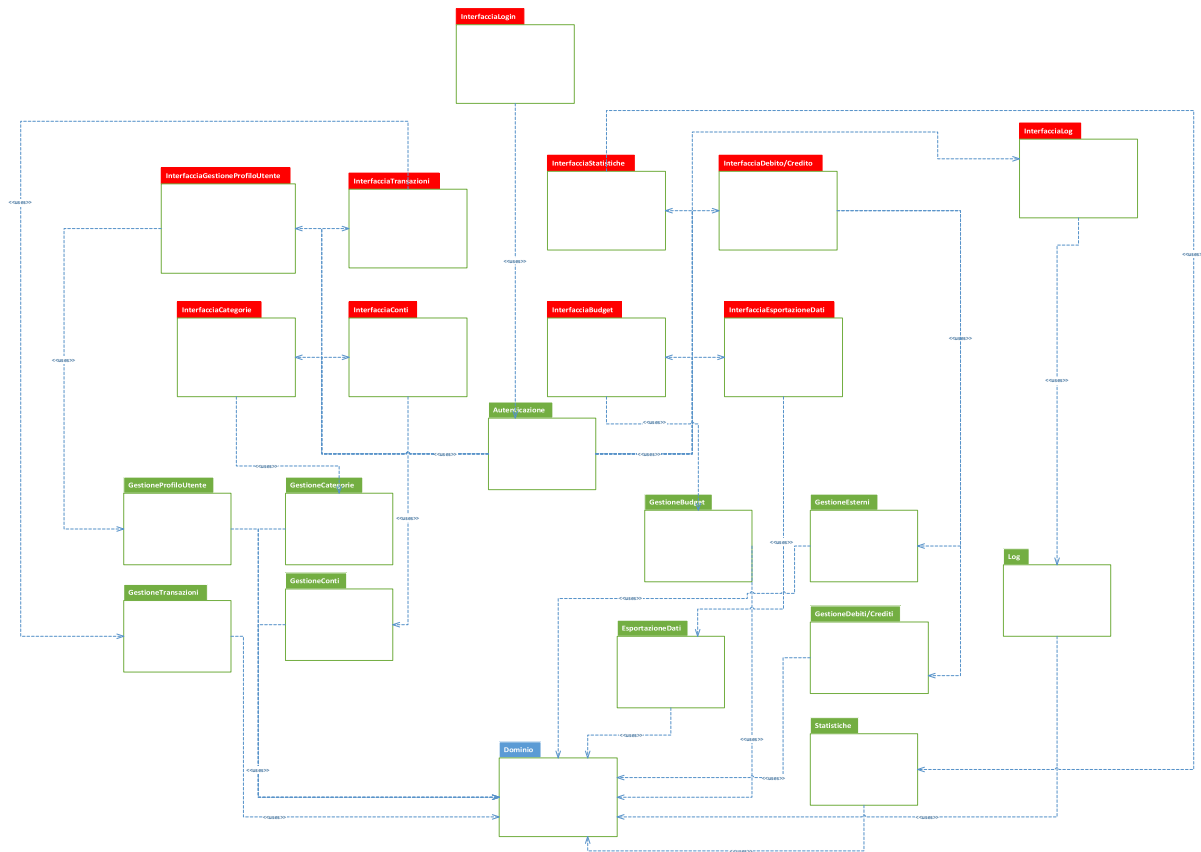 InterfacciaLogin
InterfacciaLog
InterfacciaStatistiche
InterfacciaDebito/Credito
InterfacciaGestioneProfiloUtente
InterfacciaTransazioni
InterfacciaCategorie
InterfacciaConti
InterfacciaBudget
InterfacciaEsportazioneDati
Autenticazione
GestioneProfiloUtente
GestioneCategorie
GestioneBudget
GestioneEsterni
Log
GestioneConti
GestioneTransazioni
GestioneDebiti/Crediti
EsportazioneDati
Statistiche
Dominio